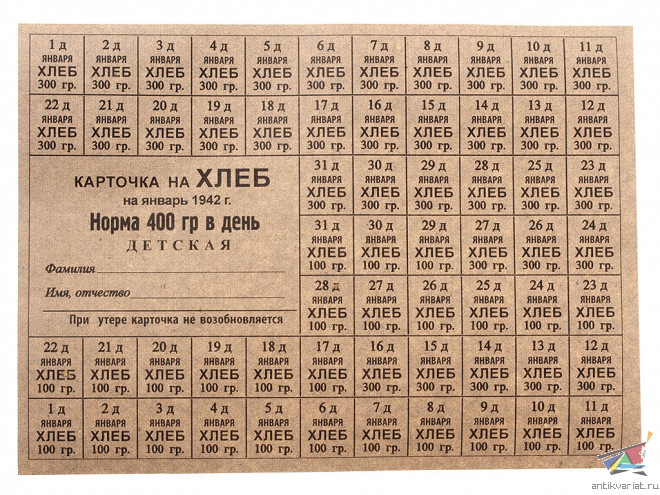 1 д 2 д 3 д 4 д 5 д 6 д 7 д 8 д 9 д 10 д 11 д
ЯНВАРЯ ЯНВАРЯ ЯНВАРЯ ЯНВАРЯ ЯНВАРЯ ЯНВАРЯ ЯНВАРЯ ЯНВАРЯ ЯНВАРЯ ЯНВАРЯ ЯНВАРЯ
ХЛЕБ ХЛЕБ ХЛЕБ ХЛЕБ ХЛЕБ ХЛЕБ ХЛЕБ ХЛЕБ ХЛЕБ ХЛЕБ ХЛЕБ
300 гр. 300 гр. 300 гр. 300 гр. 300 гр. 300 гр. 300 гр. 300 гр. 300 гр. 300 гр. 300 гр.
22 д 21 д 20 д 19 д 18 д 17 д 16 д 15 д 14 д 13 д 12 д
ЯНВАРЯ ЯНВАРЯ ЯНВАРЯ ЯНВАРЯ ЯНВАРЯ ЯНВАРЯ ЯНВАРЯ ЯНВАРЯ ЯНВАРЯ ЯНВАРЯ ЯНВАРЯ
ХЛЕБ ХЛЕБ ХЛЕБ ХЛЕБ ХЛЕБ ХЛЕБ ХЛЕБ ХЛЕБ ХЛЕБ ХЛЕБ ХЛЕБ
300 гр. 300 гр. 300 гр. 300 гр. 300 гр. 300 гр. 300 гр. 300 гр. 300 гр. 300 гр. 300 гр.
КАРТОЧКА НА ХЛЕБ
на январь 1942 г.
Норма 400 гр в день
ДЕТСКАЯ
Фамилия
Имя, отчество
При утере карточка не возобновляется
31 д 30 д 29 д 28 д 25 д 23 д
ЯНВАРЯ ЯНВАРЯ ЯНВАРЯ ЯНВАРЯ ЯНВАРЯ ЯНВАРЯ
ХЛЕБ ХЛЕБ ХЛЕБ ХЛЕБ ХЛЕБ ХЛЕБ
300 гр. 300 гр. 300 гр. 300 гр. 300 гр. 300 гр.
31 д 30 д 29 д 27 д 26 д 24 д
ЯНВАРЯ ЯНВАРЯ ЯНВАРЯ ЯНВАРЯ ЯНВАРЯ ЯНВАРЯ
ХЛЕБ ХЛЕБ ХЛЕБ ХЛЕБ ХЛЕБ ХЛЕБ
100 гр. 100 гр. 100 гр. 300 гр. 300 гр. 300 гр.
28 д 27 д 26 д 25 д 24 д 23 д
ЯНВАРЯ ЯНВАРЯ ЯНВАРЯ ЯНВАРЯ ЯНВАРЯ ЯНВАРЯ
ХЛЕБ ХЛЕБ ХЛЕБ ХЛЕБ ХЛЕБ ХЛЕБ
100 гр. 100 гр. 100 гр. 100 гр. 100 гр. 100 гр.
22 д 21 д 20 д 19 д 18 д 17 д 16 д 15 д 14 д 13 д 12 д
ЯНВАРЯ ЯНВАРЯ ЯНВАРЯ ЯНВАРЯ ЯНВАРЯ ЯНВАРЯ ЯНВАРЯ ЯНВАРЯ ЯНВАРЯ ЯНВАРЯ ЯНВАРЯ
ХЛЕБ ХЛЕБ ХЛЕБ ХЛЕБ ХЛЕБ ХЛЕБ ХЛЕБ ХЛЕБ ХЛЕБ ХЛЕБ ХЛЕБ
100 гр. 100 гр. 100 гр. 100 гр. 100 гр. 100 гр. 300 гр. 300 гр. 300 гр. 300 гр. 300 гр.
1 д 2 д 3 д 4 д 5 д 6 д 7 д 8 д 9 д 10 д 11 д
ЯНВАРЯ ЯНВАРЯ ЯНВАРЯ ЯНВАРЯ ЯНВАРЯ ЯНВАРЯ ЯНВАРЯ ЯНВАРЯ ЯНВАРЯ ЯНВАРЯ ЯНВАРЯ
ХЛЕБ ХЛЕБ ХЛЕБ ХЛЕБ ХЛЕБ ХЛЕБ ХЛЕБ ХЛЕБ ХЛЕБ ХЛЕБ ХЛЕБ
100 гр. 100 гр. 100 гр. 100 гр. 100 гр. 100 гр. 100 гр. 100 гр. 100 гр. 100 гр. 100 гр.
antikvariat.ru